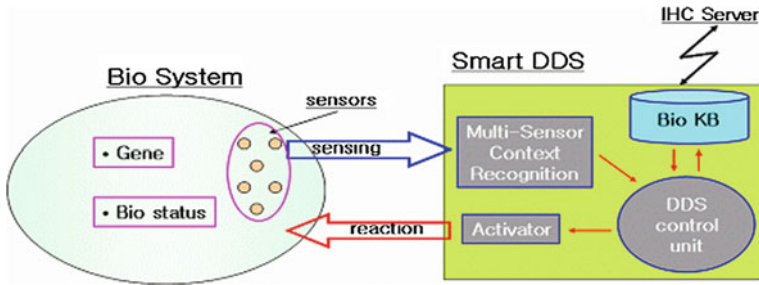 IHC Server
Bio System
Smart DDS
sensors
• Gene
• Bio status
sensing
reaction
Multi-Sensor
Context
Recognition
Bio KB
Activator
DDS
control
unit